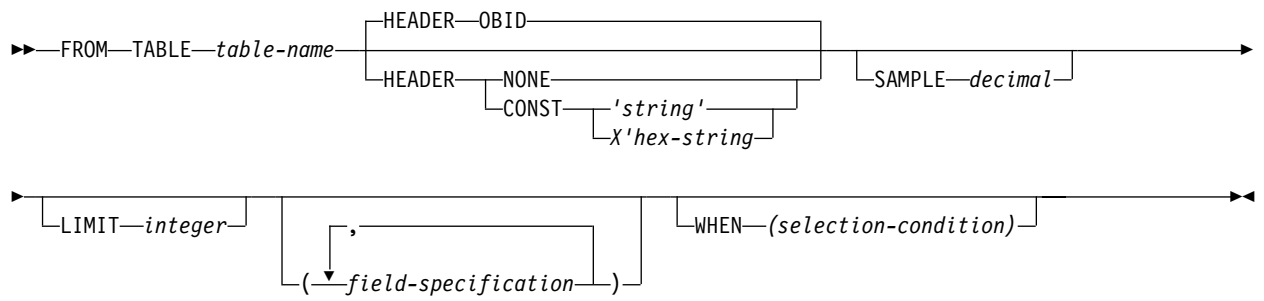 HEADER OBID
FROM TABLE table-name
HEADER NONE
SAMPLE decimal
CONST 'string'
X'hex-string
LIMIT integer
,
WHEN (selection-condition)
( field-specification )